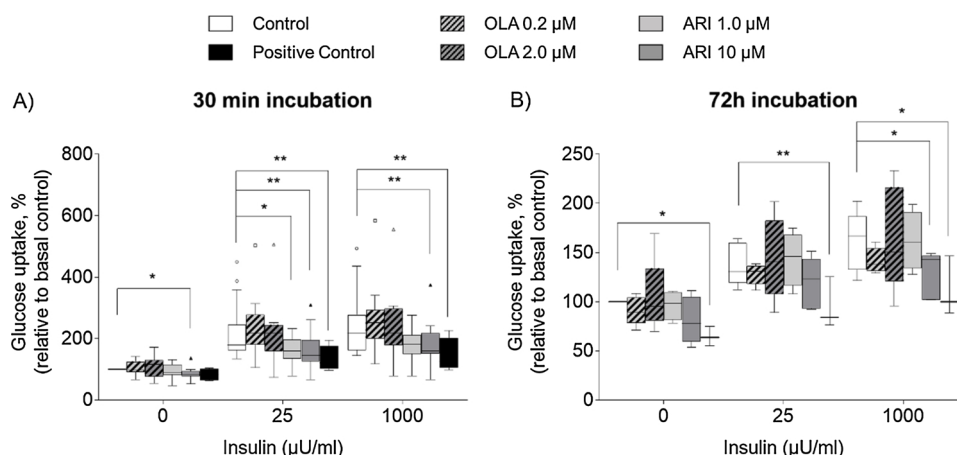 Control
OLA 0.2 µM
ARI 1.0 µM
Positive Control
OLA 2.0 µM
ARI 10 µM
A)
30 min incubation
B)
72h incubation
Glucose uptake, %
(relative to basal control)
800
600
400
200
0
*
**
**
*
**
**
0
25
1000
Insulin (µU/ml)
Glucose uptake, %
(relative to basal control)
250
200
150
100
50
0
*
**
*
*
0
25
1000
Insulin (µU/ml)